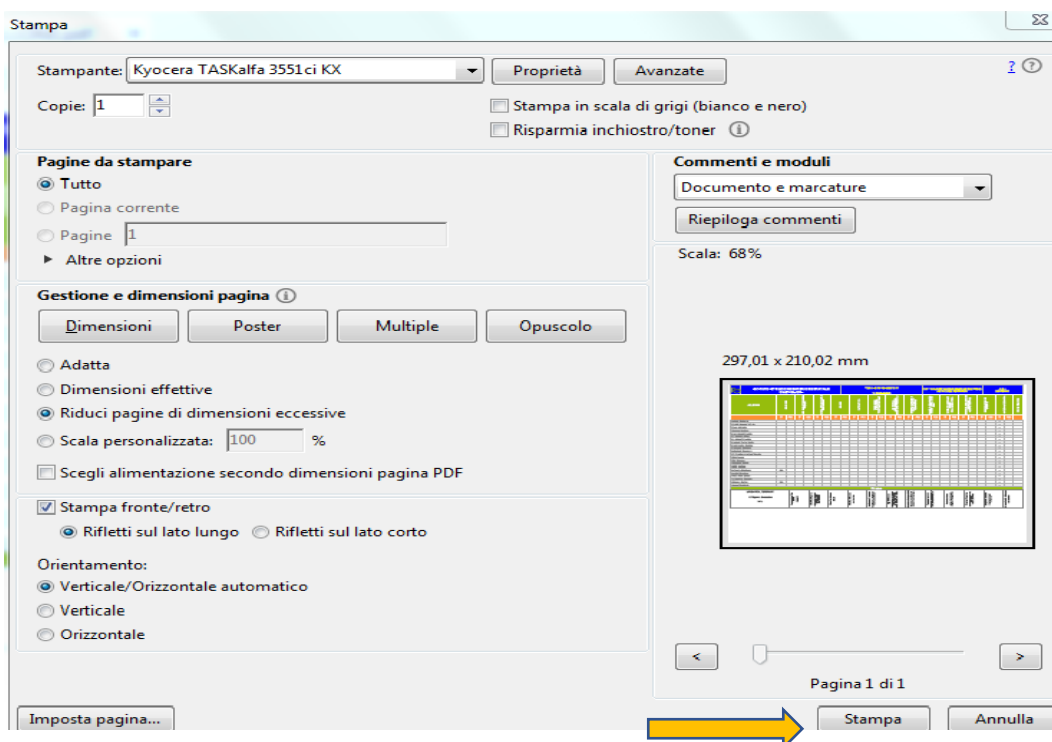 Stampa
Stampante: Kyocera TASKalfa 3551ci KX Proprietà Avanzate ?
Copie: 1 Stampa in scala di grigi (bianco e nero)
Risparmia inchiostro/toner
Pagine da stampare
Tutto
Pagina corrente
Pagine 1
Altre opzioni
Gestione e dimensioni pagina
Dimensioni Poster Multiple Opuscolo
Adatta
Dimensioni effettive
Riduci pagine di dimensioni eccessive
Scala personalizzata: 100 %
Scegli alimentazione secondo dimensioni pagina PDF
Stampa fronte/retro
Rifletti sul lato lungo Rifletti sul lato corto
Orientamento:
Verticale/Orizzontale automatico
Verticale
Orizzontale
Commenti e moduli
Documento e marcature
Riepiloga commenti
Scala: 68%
297,01 x 210,02 mm
< >
Pagina 1 di 1
Imposta pagina... Stampa Annulla